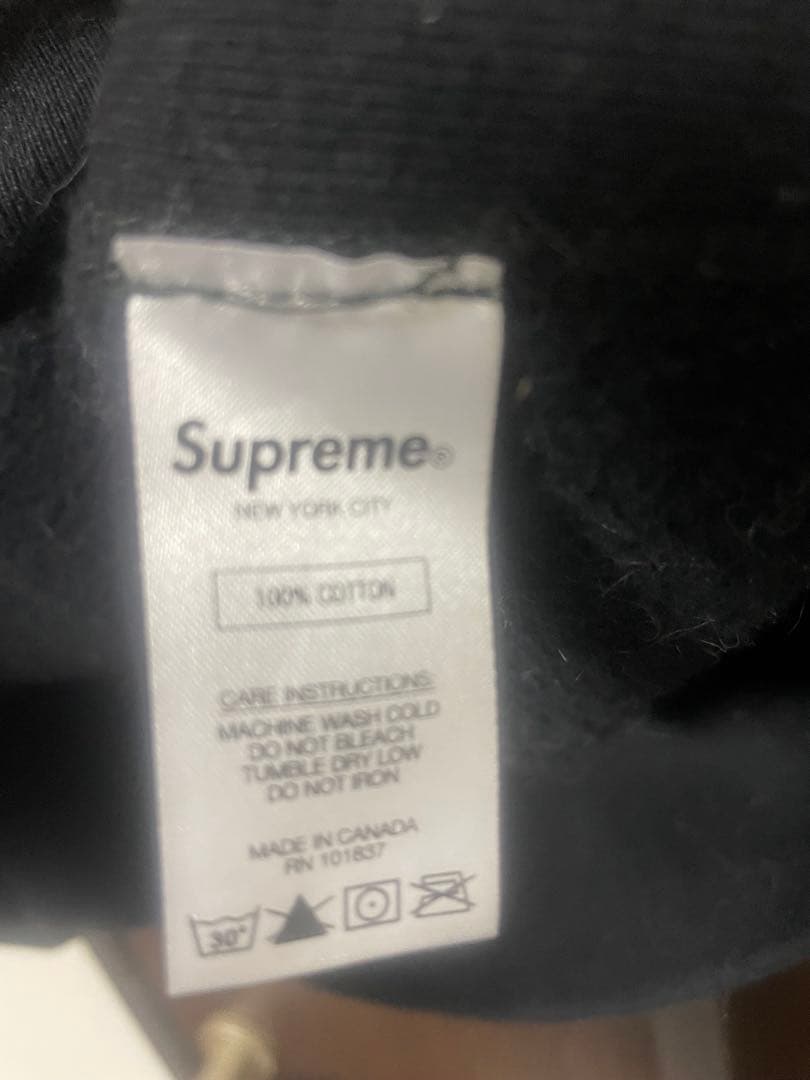 Supreme®
NEW YORK CITY
100% COTTON
CARE INSTRUCTIONS:
MACHINE WASH COLD
DO NOT BLEACH
TUMBLE DRY LOW
DO NOT IRON
MADE IN CANADA
RN 101837
30°